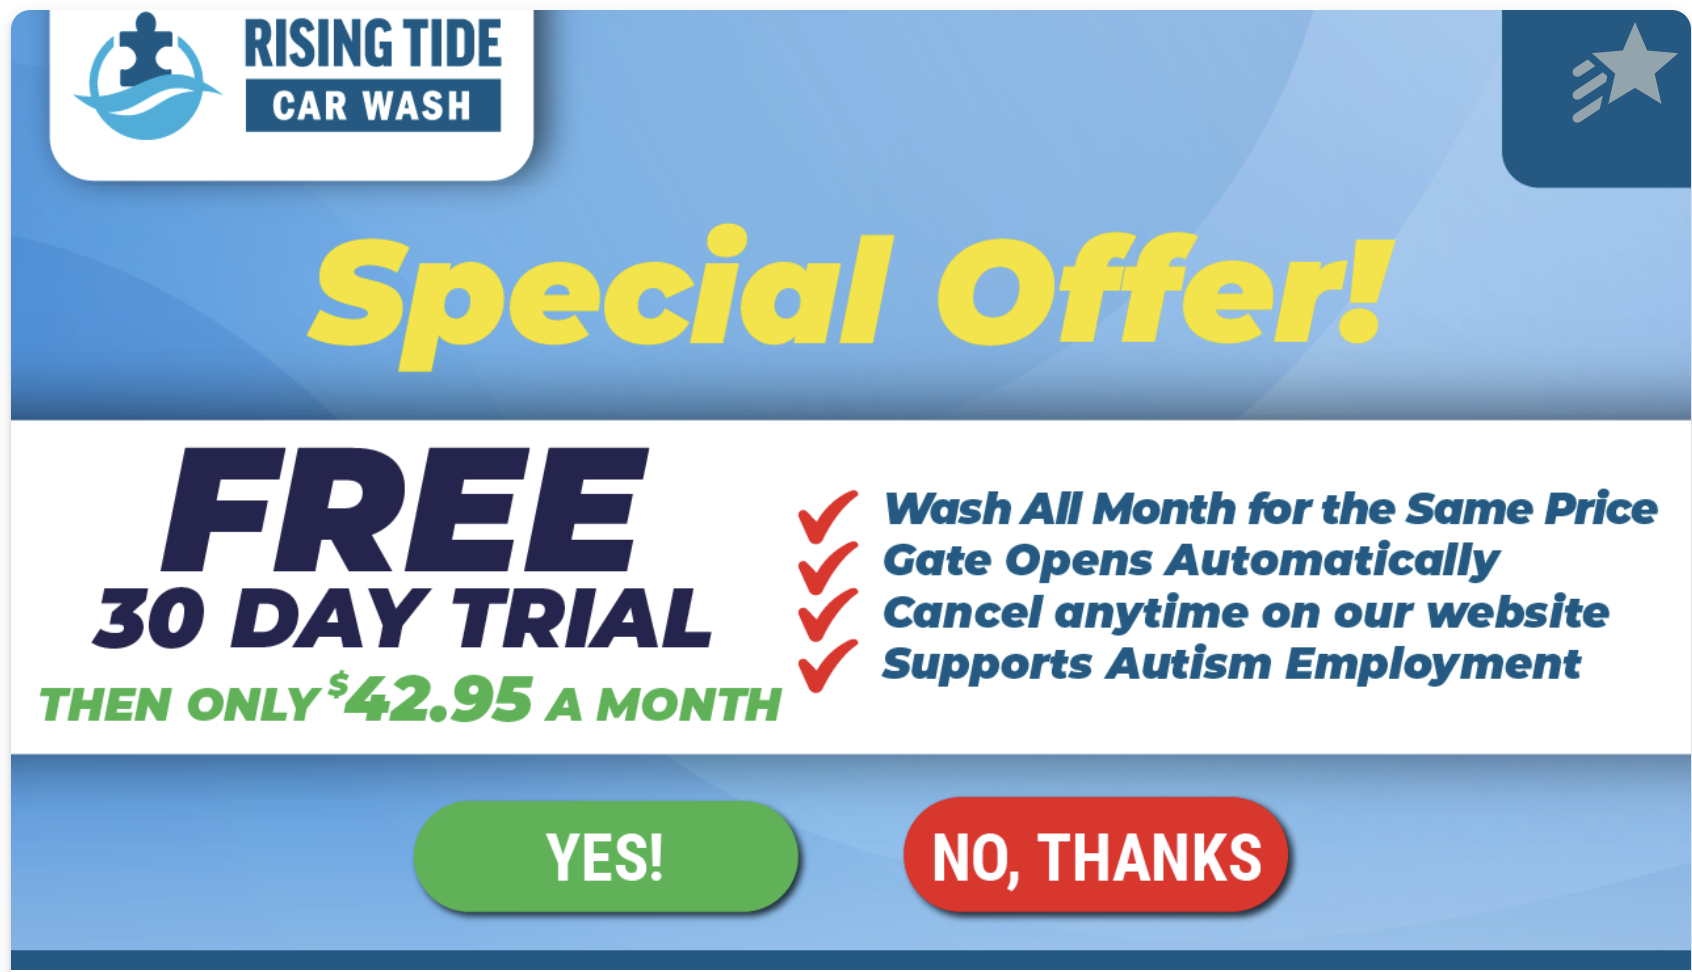 RISING TIDE
CAR WASH
Special Offer!
FREE
30 DAY TRIAL
THEN ONLY $42.95 A MONTH
Wash All Month for the Same Price
Gate Opens Automatically
Cancel anytime on our website
Supports Autism Employment
YES!
NO, THANKS